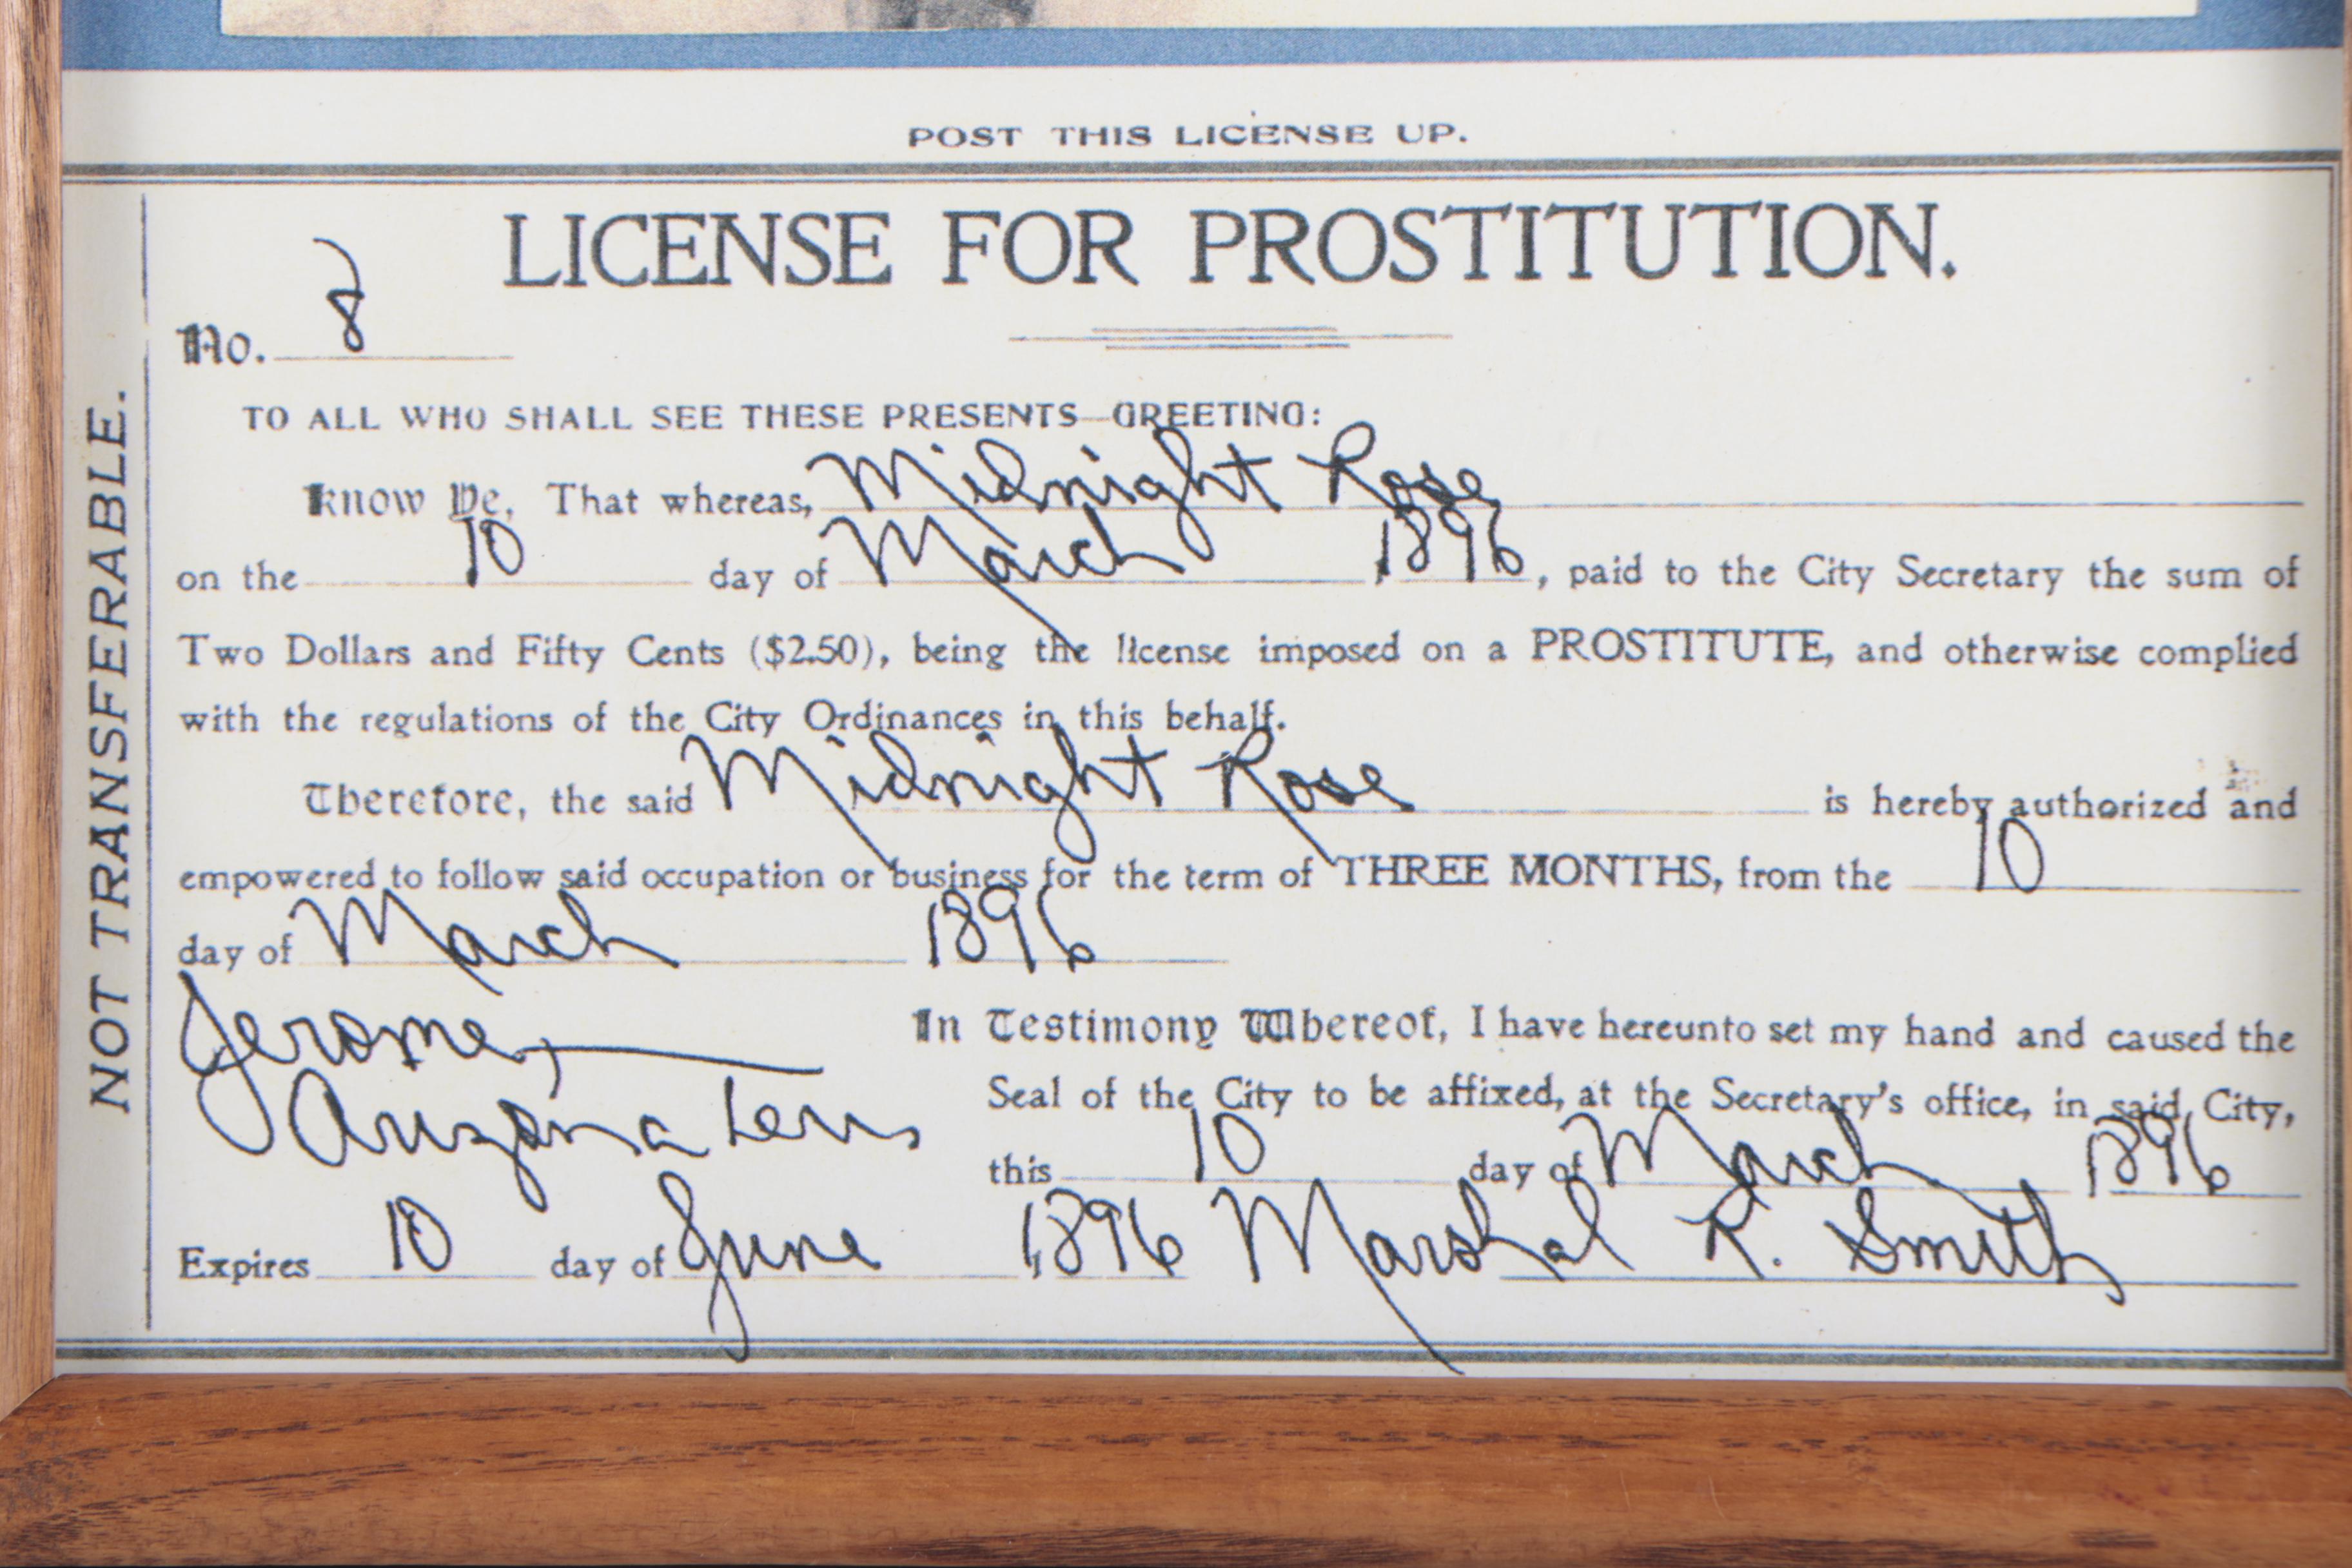 POST THIS LICENSE UP.
NOT TRANSFERABLE.
LICENSE FOR PROSTITUTION.
No. 8
TO ALL WHO SHALL SEE THESE PRESENTS—GREETING:
Know Ye, That whereas, Midnight Rose
on the 10 day of March, 1896, paid to the City Secretary the sum of
Two Dollars and Fifty Cents ($2.50), being the license imposed on a PROSTITUTE, and otherwise complied
with the regulations of the City Ordinances in this behalf.
Therefore, the said Midnight Rose is hereby authorized and
empowered to follow said occupation or business for the term of THREE MONTHS, from the 10
day of March 1896
Jerome,
Arizona Terr,
In Testimony Whereof, I have hereunto set my hand and caused the
Seal of the City to be affixed, at the Secretary's office, in said City,
this 10 day of March 1896
Expires 10 day of June, 1896 Marshal R. Smith